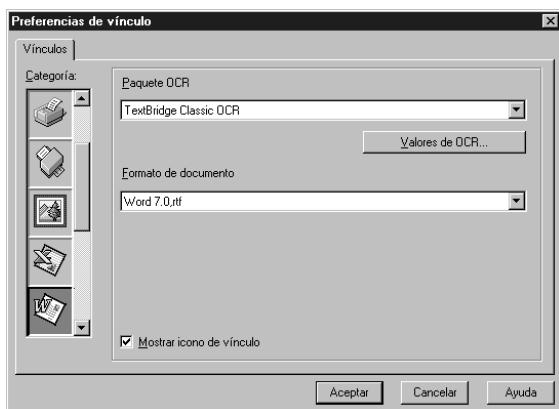 Preferencias de vínculo
Vínculos
Categoría:
Paquete OCR
TextBridge Classic OCR
Valores de OCR...
Formato de documento
Word 7.0,rtf
Mostrar icono de vínculo
Aceptar
Cancelar
Ayuda